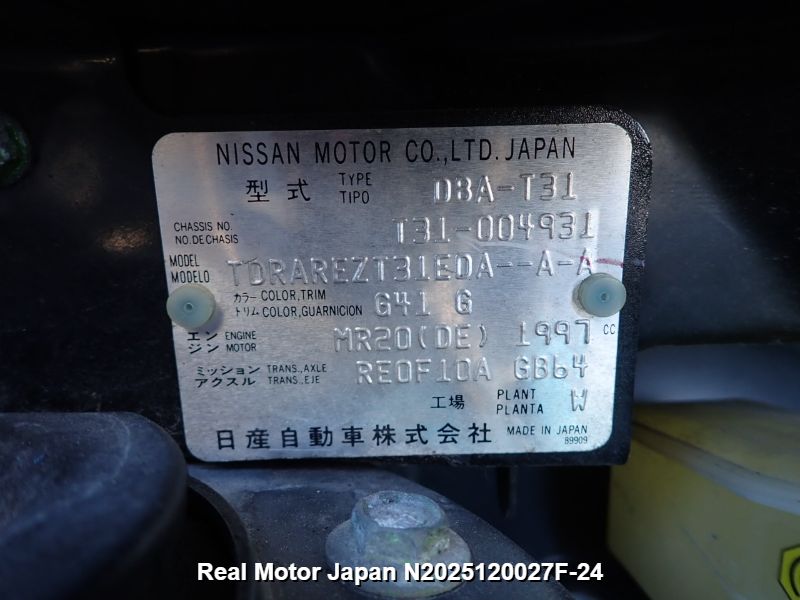 NISSAN MOTOR CO.,LTD. JAPAN
型式 TYPE TIPO DBA-T31
CHASSIS NO. NO.DE CHASIS T31-004931
MODEL MODELO TDRAREZT31EDA--A-A
カラー COLOR,TRIM トリム COLOR,GUARNICION G41 G
エンジン ENGINE MOTOR MR20(DE) 1997 CC
ミッション TRANS.,AXLE アクスル TRANS.,EJE RE0F10A GB64
工場 PLANT PLANTA W
日産自動車株式会社 MADE IN JAPAN
89909
Real Motor Japan N2025120027F-24